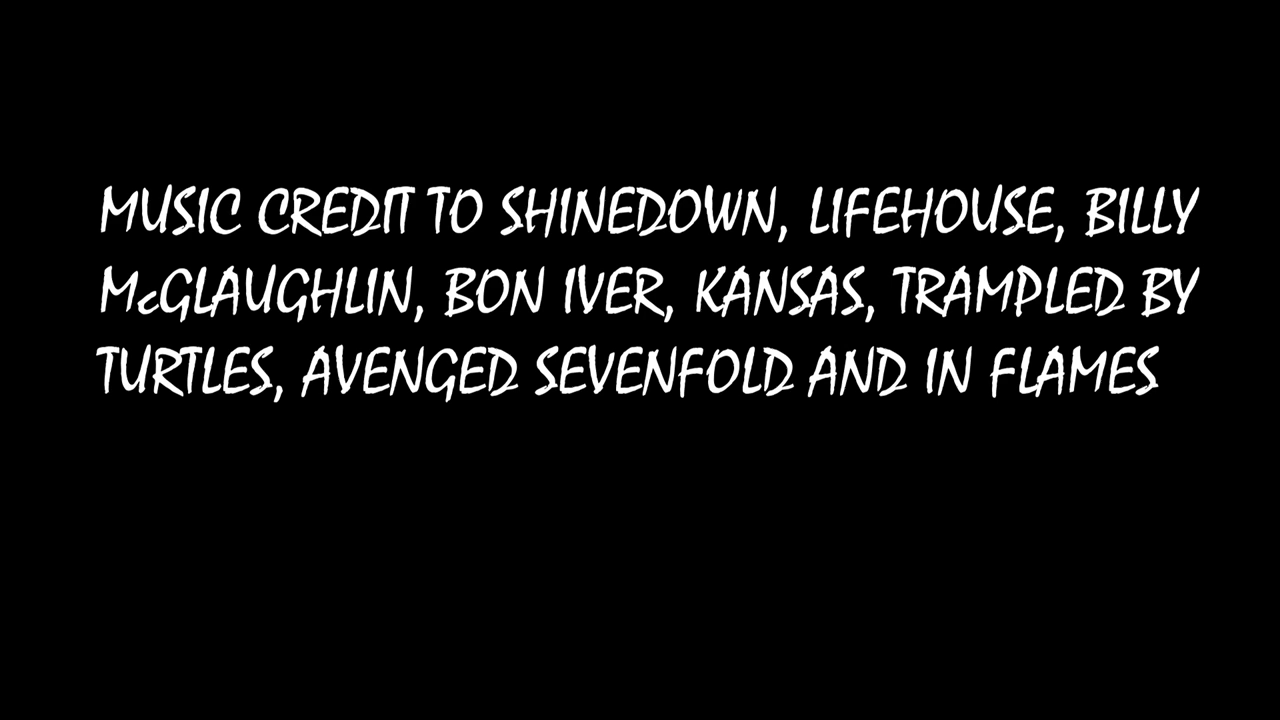 MUSIC CREDIT TO SHINEDOWN, LIFEHOUSE, BILLY
McGLAUGHLIN, BON IVER, KANSAS, TRAMPLED BY
TURTLES, AVENGED SEVENFOLD AND IN FLAMES